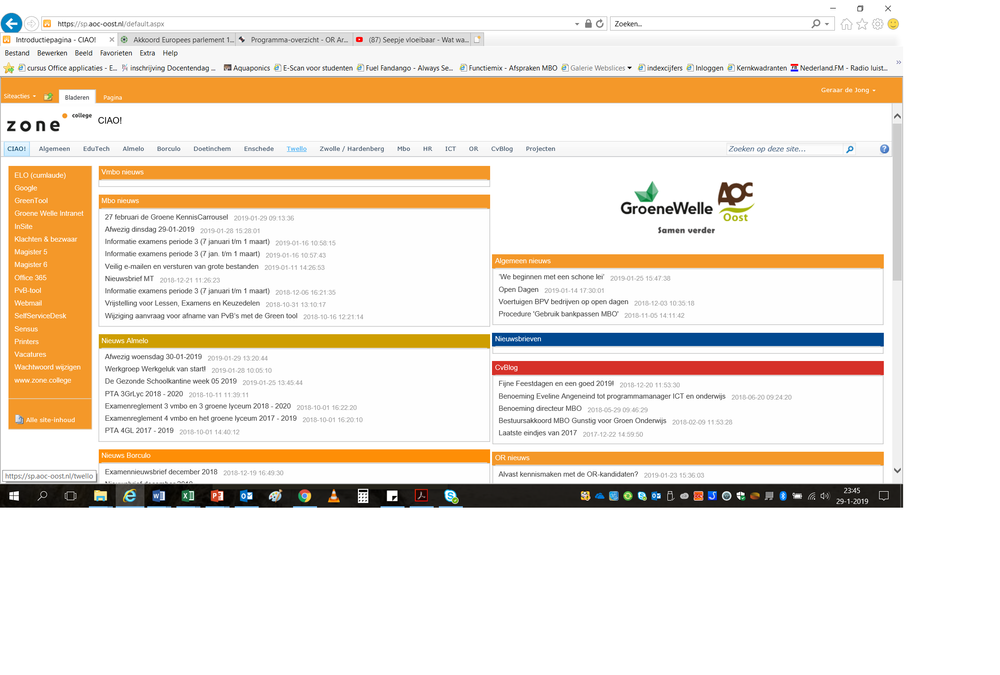 https://sp.aoc-oost.nl/default.aspx
Zoeken...
Introductiepagina - CIAO!
Akkoord Europees parlement 1...
Programma-overzicht - OR Ar...
(87) Seepje vloeibaar - Wat wa...
Bestand Bewerken Beeld Favorieten Extra Help
cursus Office applicaties - E... inschrijving Docentendag ... Aquaponics E-Scan voor studenten Fuel Fandango - Always Se... Functiemix - Afspraken MBO Galerie Webslices indexcijfers Inloggen Kernkwadranten Nederland.FM - Radio luist...
Geraar de Jong
Siteacties Bladeren Pagina
zone college CIAO!
CIAO! Algemeen EduTech Almelo Borculo Doetinchem Enschede Twello Zwolle / Hardenberg Mbo HR ICT OR CvBlog Projecten
Zoeken op deze site...
ELO (cumlaude)
Google
GreenTool
Groene Welle Intranet
InSite
Klachten & bezwaar
Magister 5
Magister 6
Office 365
PvB-tool
Webmail
SelfServiceDesk
Sensus
Printers
Vacatures
Wachtwoord wijzigen
www.zone.college
Alle site-inhoud
Vmbo nieuws
Mbo nieuws
27 februari de Groene KennisCarrousel 2019-01-29 09:13:36
Afwezig dinsdag 29-01-2019 2019-01-28 15:28:01
Informatie examens periode 3 (7 januari t/m 1 maart) 2019-01-16 10:58:15
Informatie examens periode 3 (7 jan. t/m 1 maart) 2019-01-16 10:57:43
Veilig e-mailen en versturen van grote bestanden 2019-01-11 14:26:53
Nieuwsbrief MT 2018-12-21 11:26:23
Informatie examens periode 3 (7 januari t/m 1 maart) 2018-12-06 16:21:35
Vrijstelling voor Lessen, Examens en Keuzedelen 2018-10-31 13:10:17
Wijziging aanvraag voor afname van PvB's met de Green tool 2018-10-16 12:21:14
Nieuws Almelo
Afwezig woensdag 30-01-2019 2019-01-29 13:20:44
Werkgroep Werkgeluk van start! 2019-01-28 10:05:10
De Gezonde Schoolkantine week 05 2019 2019-01-25 13:45:44
PTA 3GrLyc 2018 - 2020 2018-10-11 11:39:11
Examenreglement 3 vmbo en 3 groene lyceum 2018 - 2020 2018-10-01 16:22:20
Examenreglement 4 vmbo en het groene lyceum 2017 - 2019 2018-10-01 16:20:10
PTA 4GL 2017 - 2019 2018-10-01 14:40:12
Nieuws Borculo
Examennieuwsbrief december 2018 2018-12-19 16:49:30
Nieuwsbrief december 2018
GroeneWelle AOC Oost
Samen verder
Algemeen nieuws
‘We beginnen met een schone lei’ 2019-01-25 15:47:38
Open Dagen 2019-01-14 17:30:01
Voertuigen BPV bedrijven op open dagen 2018-12-03 10:35:18
Procedure 'Gebruik bankpassen MBO' 2018-11-05 14:11:42
Nieuwsbrieven
CvBlog
Fijne Feestdagen en een goed 2019! 2018-12-20 11:53:30
Benoeming Eveline Angeneind tot programmamanager ICT en onderwijs 2018-06-20 09:24:20
Benoeming directeur MBO 2018-05-29 09:46:29
Bestuursakkoord MBO Gunstig voor Groen Onderwijs 2018-02-09 11:53:28
Laatste eindjes van 2017 2017-12-22 14:59:50
OR nieuws
Alvast kennismaken met de OR-kandidaten? 2019-01-23 15:36:03
https://sp.aoc-oost.nl/twello
23:45
29-1-2019